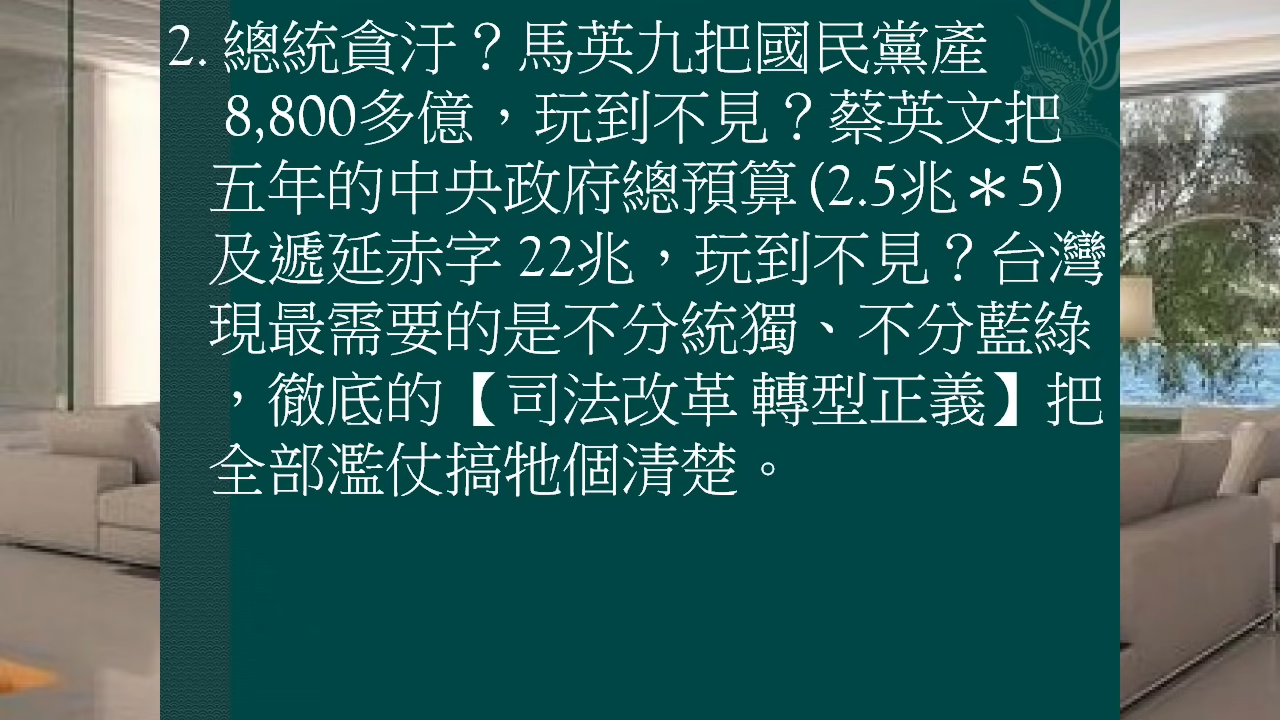 2. 總統貪汙？馬英九把國民黨產
8,800多億，玩到不見？蔡英文把
五年的中央政府總預算 (2.5兆＊5)
及遞延赤字 22兆，玩到不見？台灣
現最需要的是不分統獨、不分藍綠
，徹底的【司法改革 轉型正義】把
全部濫仗搞牠個清楚。